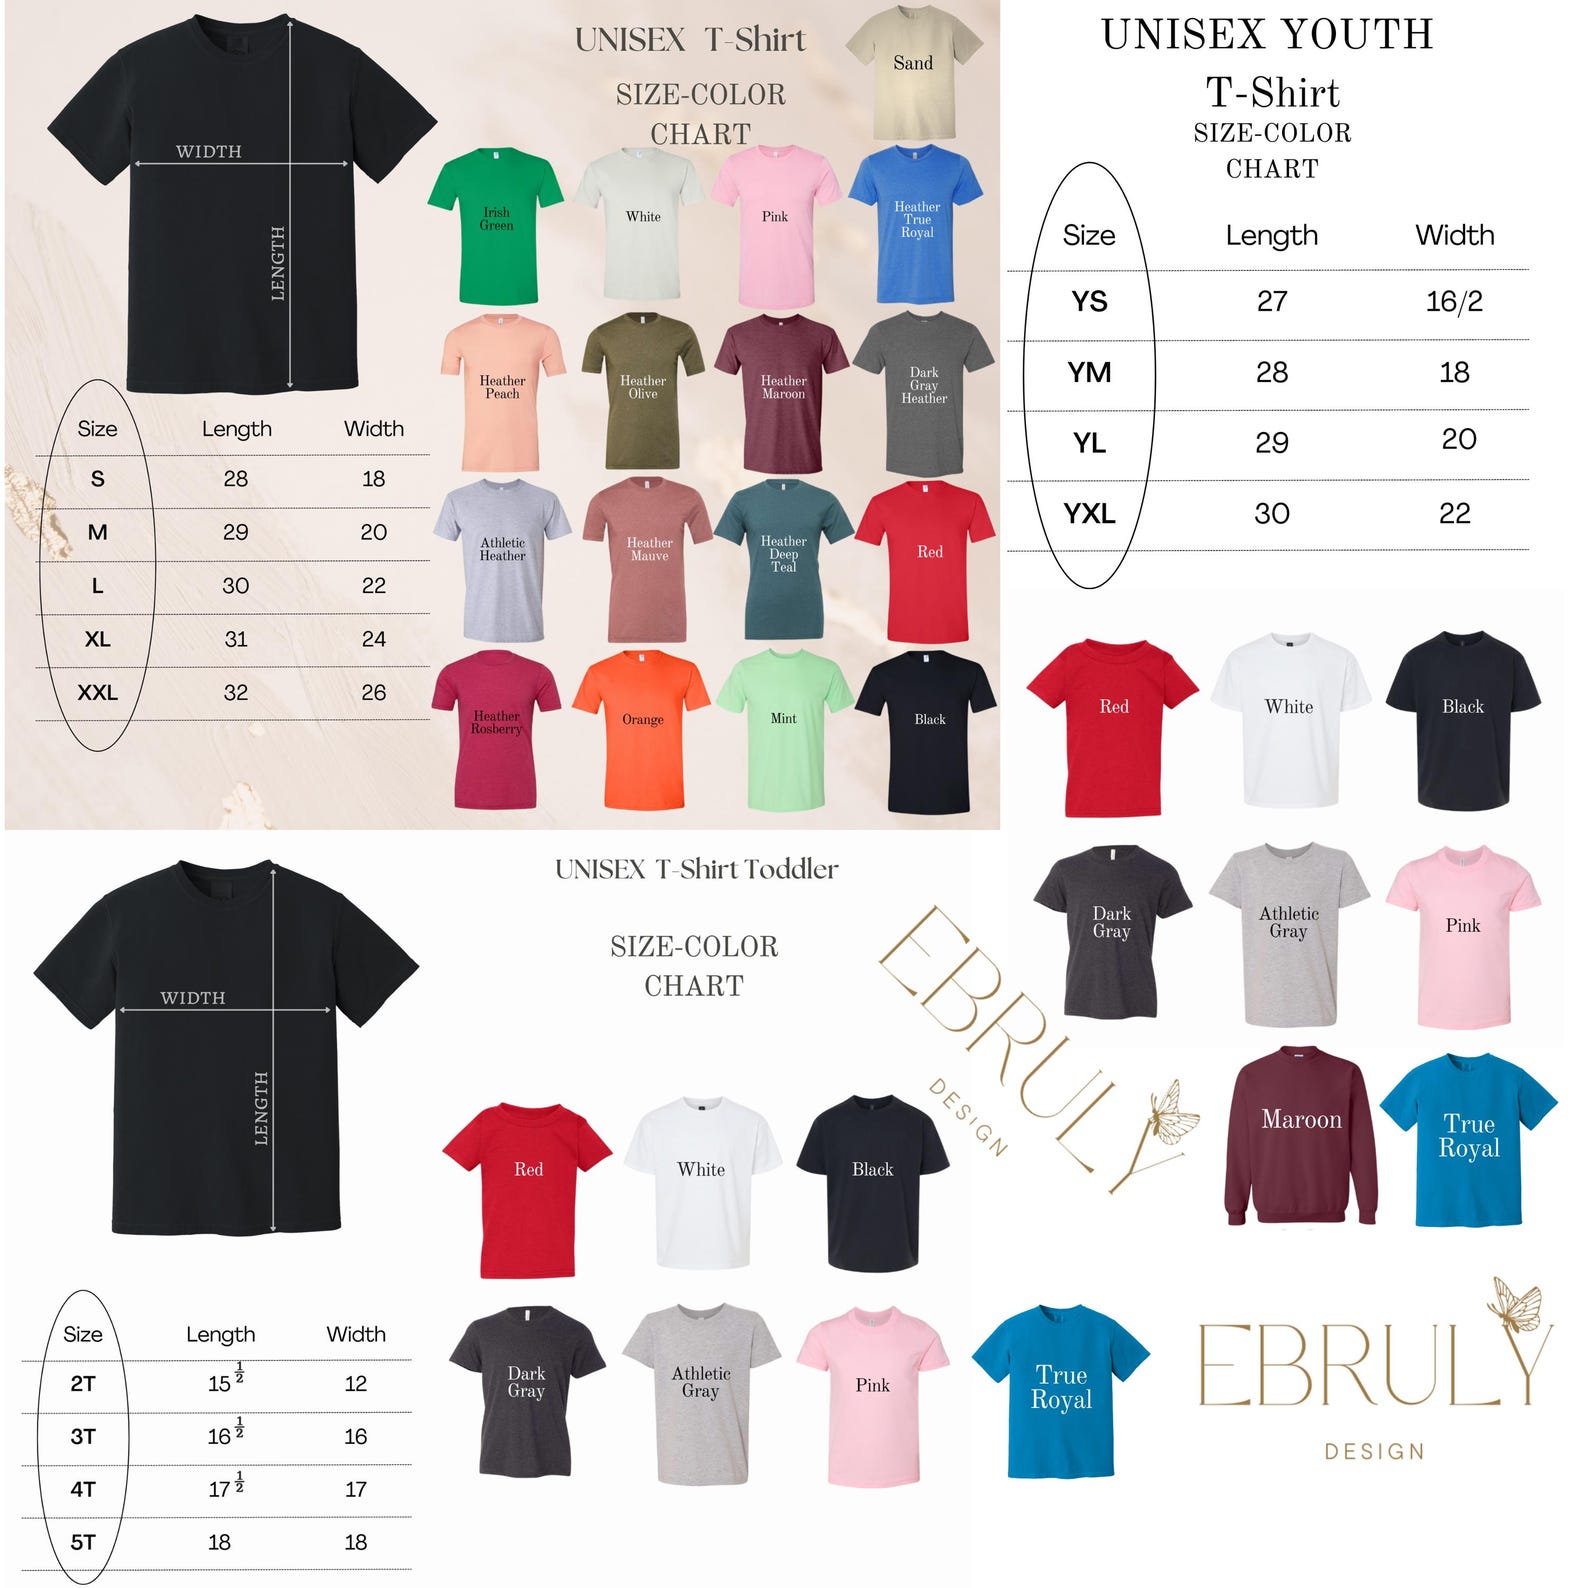 UNISEX T-Shirt
SIZE-COLOR
CHART
Sand
WIDTH
LENGTH
Irish
Green
White
Pink
Heather
True
Royal
Heather
Peach
Heather
Olive
Heather
Maroon
Dark
Gray
Heather
Athletic
Heather
Heather
Mauve
Heather
Deep
Teal
Red
Heather
Rosberry
Orange
Mint
Black
Size Length Width
S 28 18
M 29 20
L 30 22
XL 31 24
XXL 32 26
UNISEX YOUTH
T-Shirt
SIZE-COLOR
CHART
Size Length Width
YS 27 16/2
YM 28 18
YL 29 20
YXL 30 22
Red
White
Black
Dark
Gray
Athletic
Gray
Pink
Maroon
True
Royal
UNISEX T-Shirt Toddler
SIZE-COLOR
CHART
WIDTH
LENGTH
EBRULY
DESIGN
Red
White
Black
Dark
Gray
Athletic
Gray
Pink
True
Royal
Size Length Width
2T 15 1/2 12
3T 16 1/2 16
4T 17 1/2 17
5T 18 18
EBRULY
DESIGN